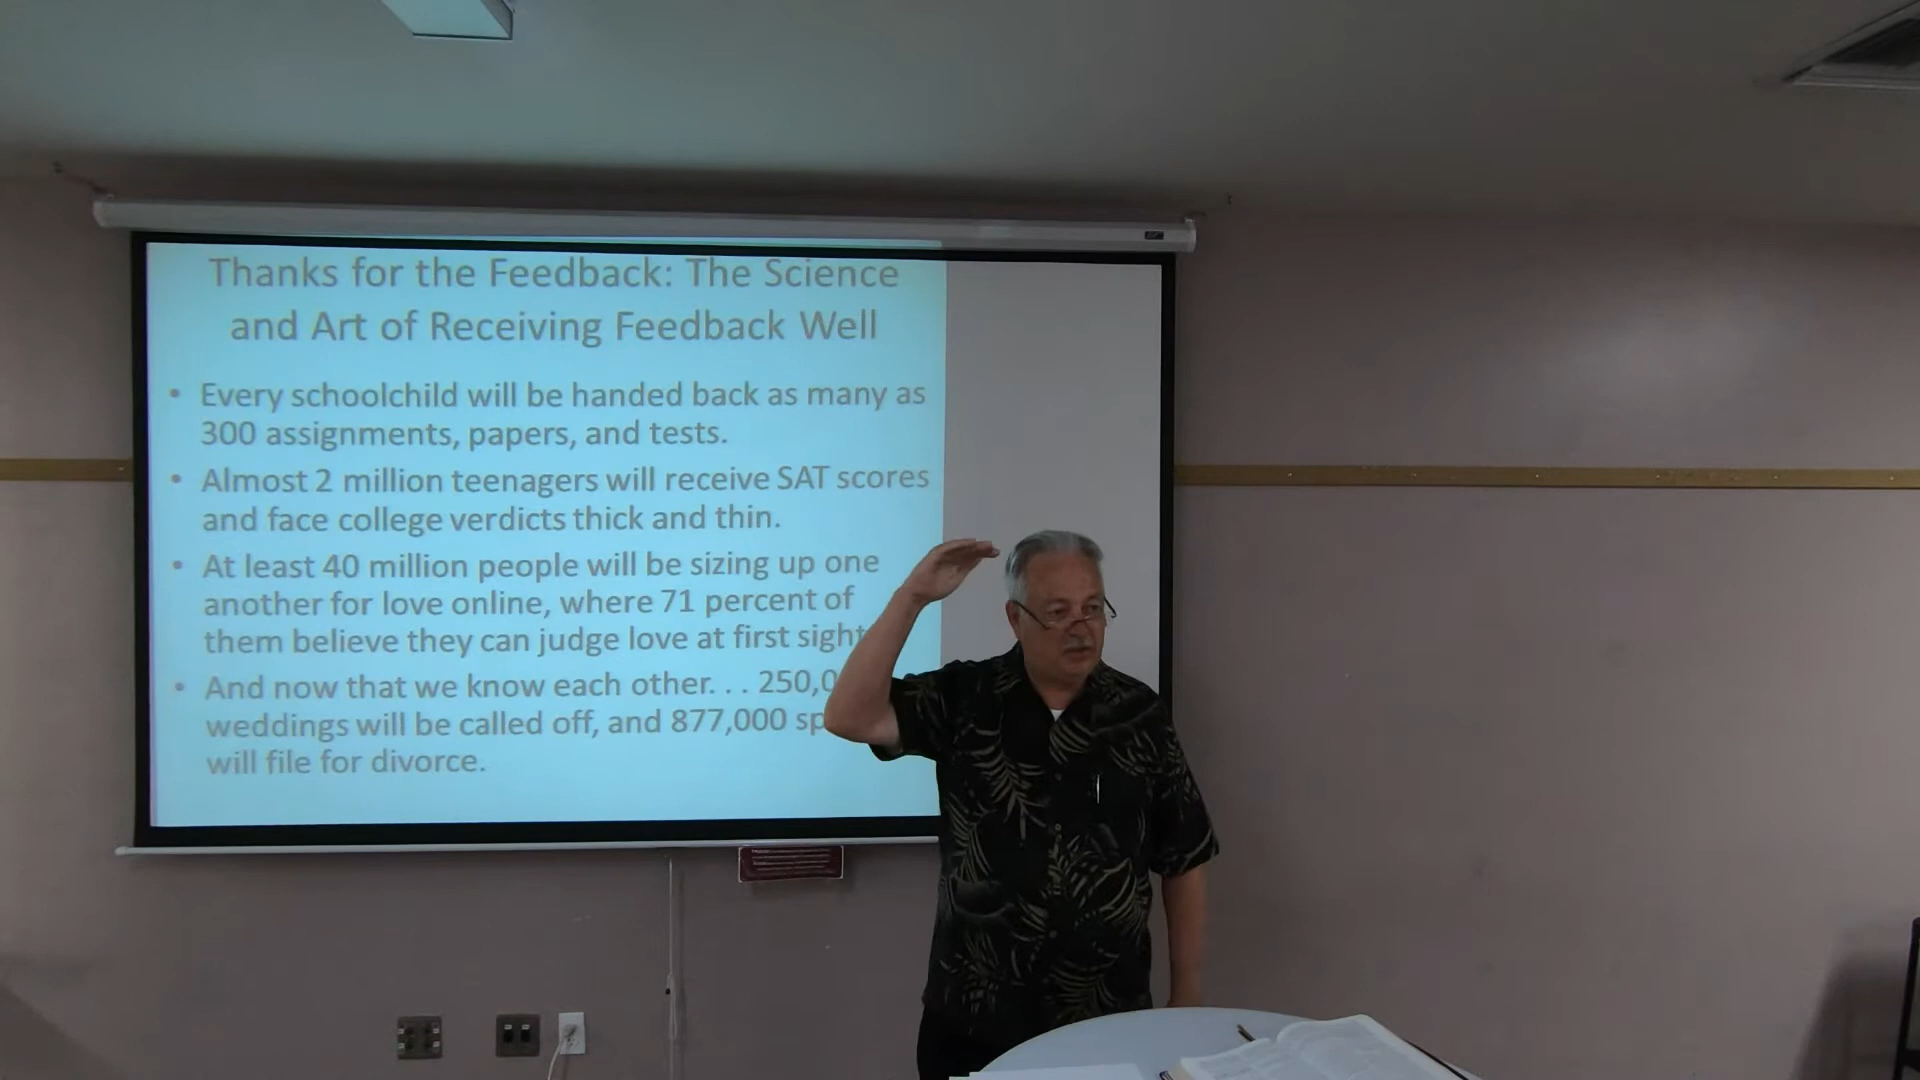 Thanks for the Feedback: The Science
and Art of Receiving Feedback Well
• Every schoolchild will be handed back as many as
300 assignments, papers, and tests.
• Almost 2 million teenagers will receive SAT scores
and face college verdicts thick and thin.
• At least 40 million people will be sizing up one
another for love online, where 71 percent of
them believe they can judge love at first sight
• And now that we know each other. . . 250,0
weddings will be called off, and 877,000 sp
will file for divorce.